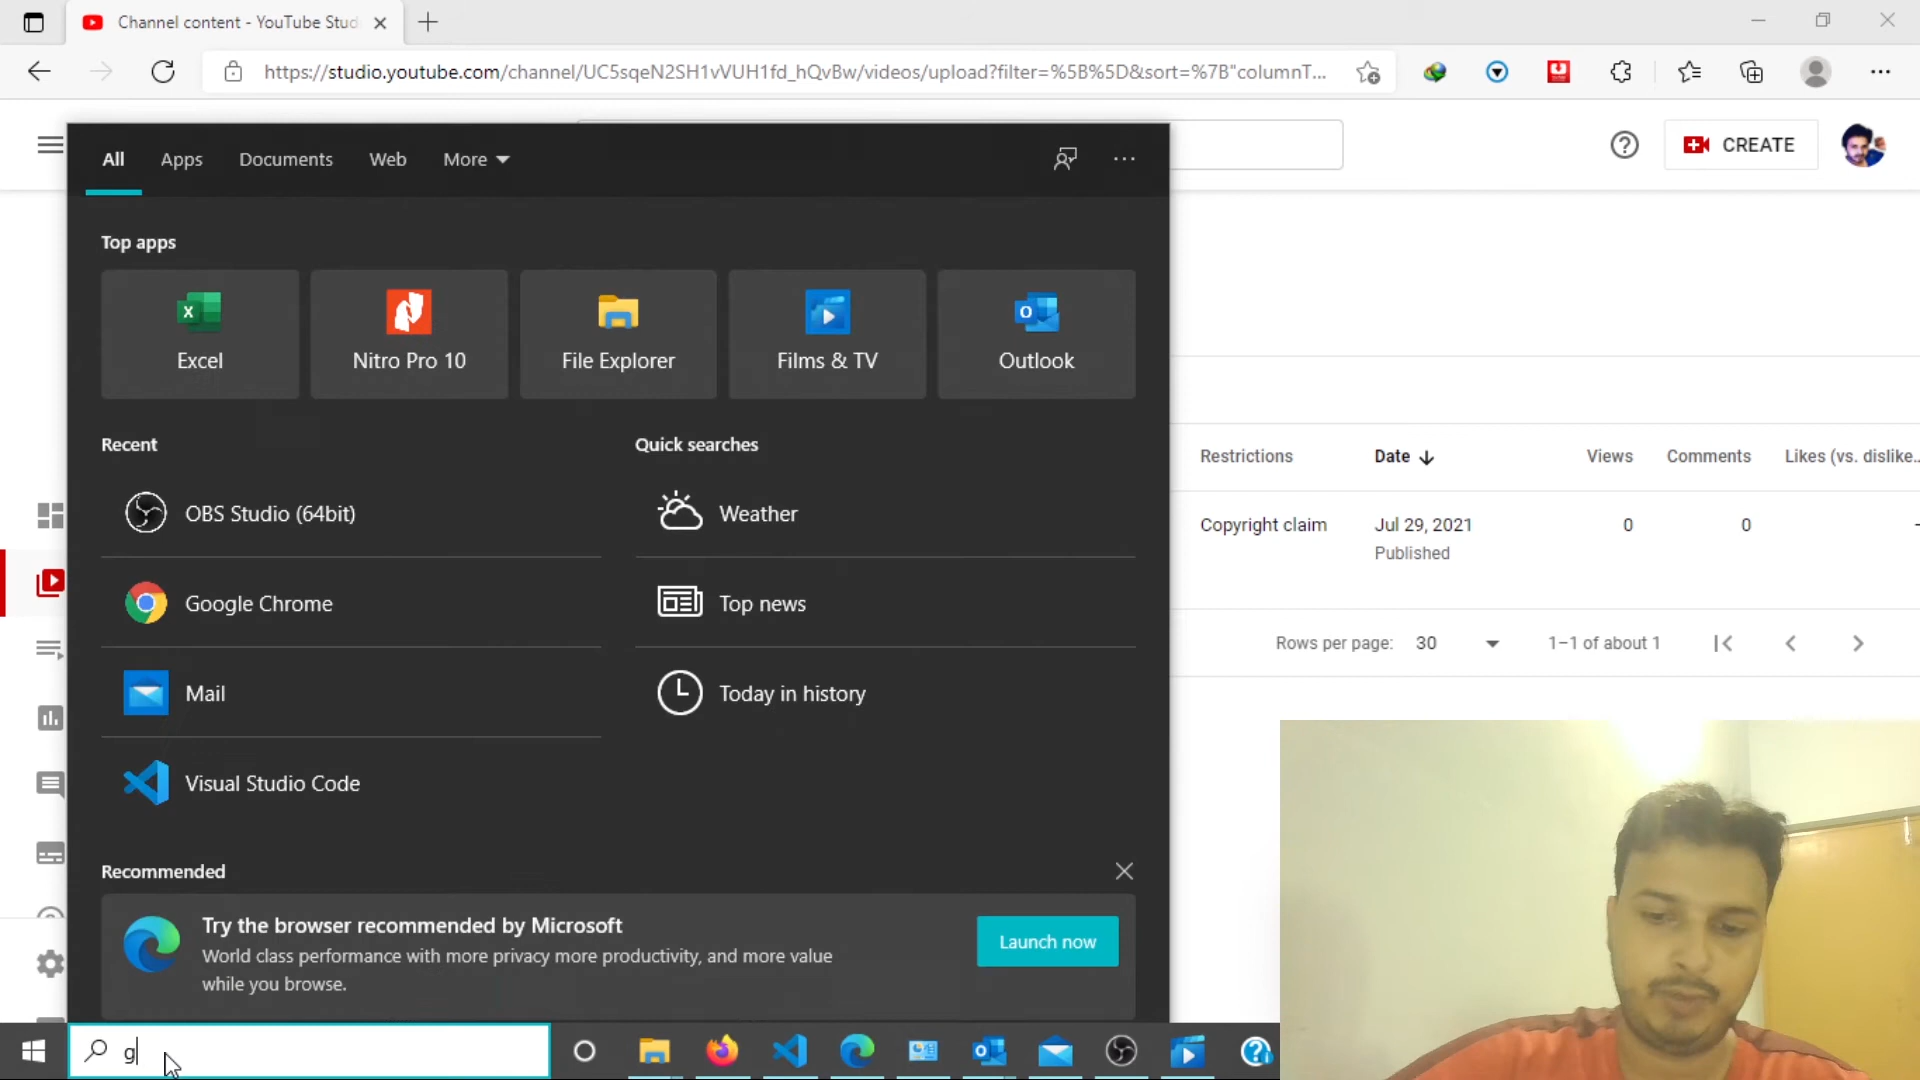 Channel content - YouTube Stud
https://studio.youtube.com/channel/UC5sqeN2SH1vVUH1fd_hQvBw/videos/upload?filter=%5B%5D&sort=%7B"columnT...
CREATE
All Apps Documents Web More
Top apps
Excel Nitro Pro 10 File Explorer Films & TV Outlook
Recent Quick searches
OBS Studio (64bit) Weather
Google Chrome Top news
Mail Today in history
Visual Studio Code
Recommended
Try the browser recommended by Microsoft
World class performance with more privacy more productivity, and more value
while you browse.
Launch now
Restrictions Date Views Comments Likes (vs. dislike...
Copyright claim Jul 29, 2021 0 0 -
Published
Rows per page: 30 1–1 of about 1
g